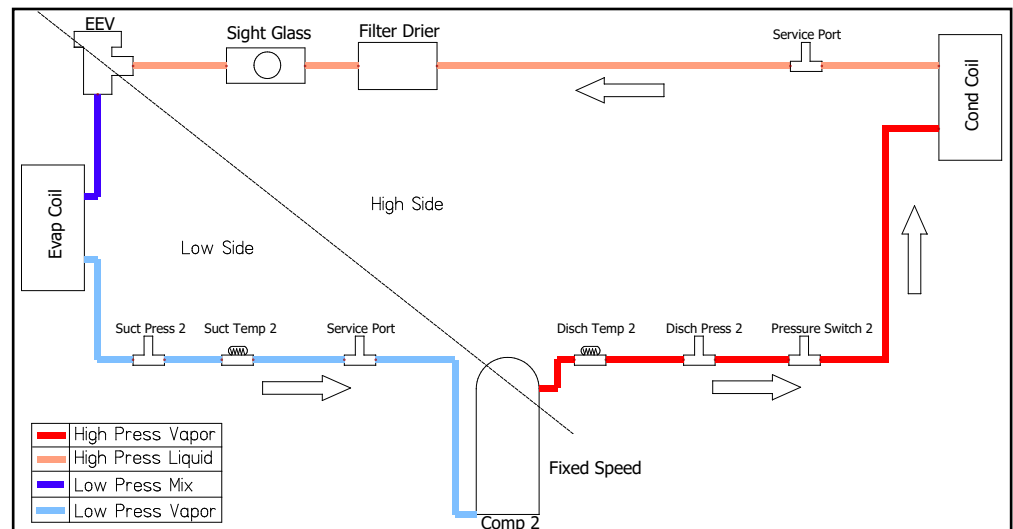 EEV
Sight Glass
Filter Drier
Service Port
Cond Coil
Evap Coil
High Side
Low Side
Suct Press 2
Suct Temp 2
Service Port
Disch Temp 2
Disch Press 2
Pressure Switch 2
High Press Vapor
High Press Liquid
Low Press Mix
Low Press Vapor
Fixed Speed
Comp 2